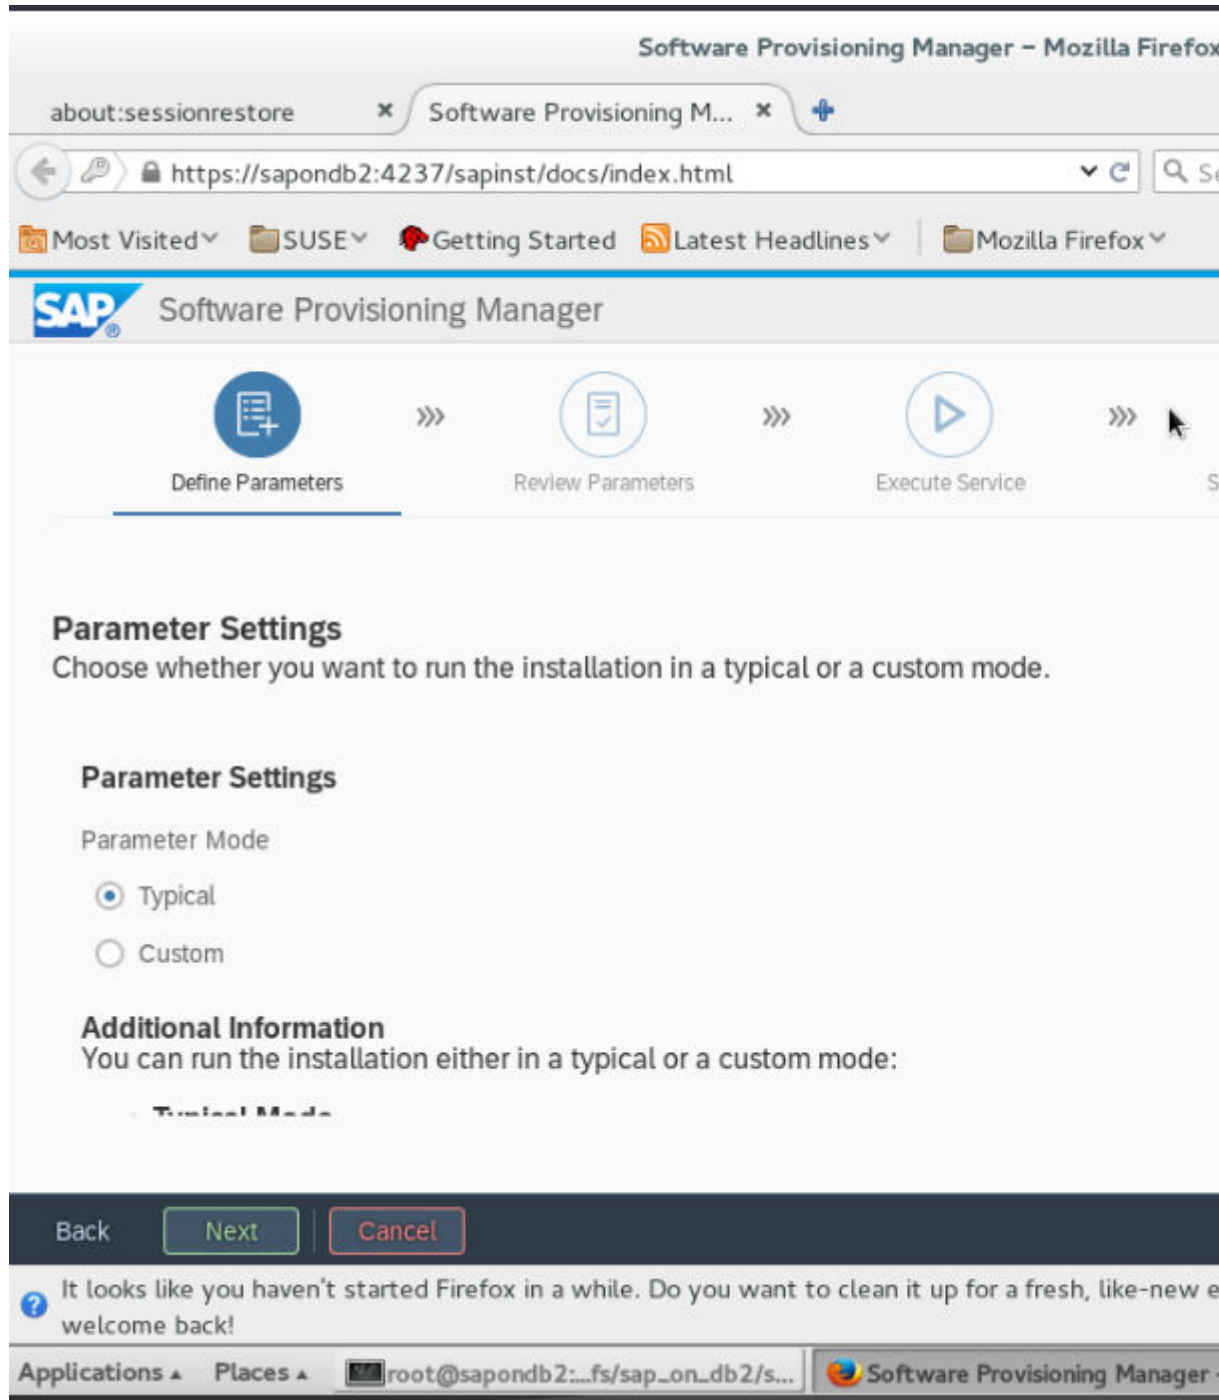 Software Provisioning Manager – Mozilla Firefox
about:sessionrestore
Software Provisioning M...
https://sapondb2:4237/sapinst/docs/index.html
Most Visited SUSE Getting Started Latest Headlines Mozilla Firefox
SAP® Software Provisioning Manager
Define Parameters Review Parameters Execute Service
Parameter Settings
Choose whether you want to run the installation in a typical or a custom mode.
Parameter Settings
Parameter Mode
Typical
Custom
Additional Information
You can run the installation either in a typical or a custom mode:
Typical Mode
Back Next Cancel
It looks like you haven't started Firefox in a while. Do you want to clean it up for a fresh, like-new
welcome back!
Applications Places root@sapondb2:...fs/sap_on_db2/s... Software Provisioning Manager